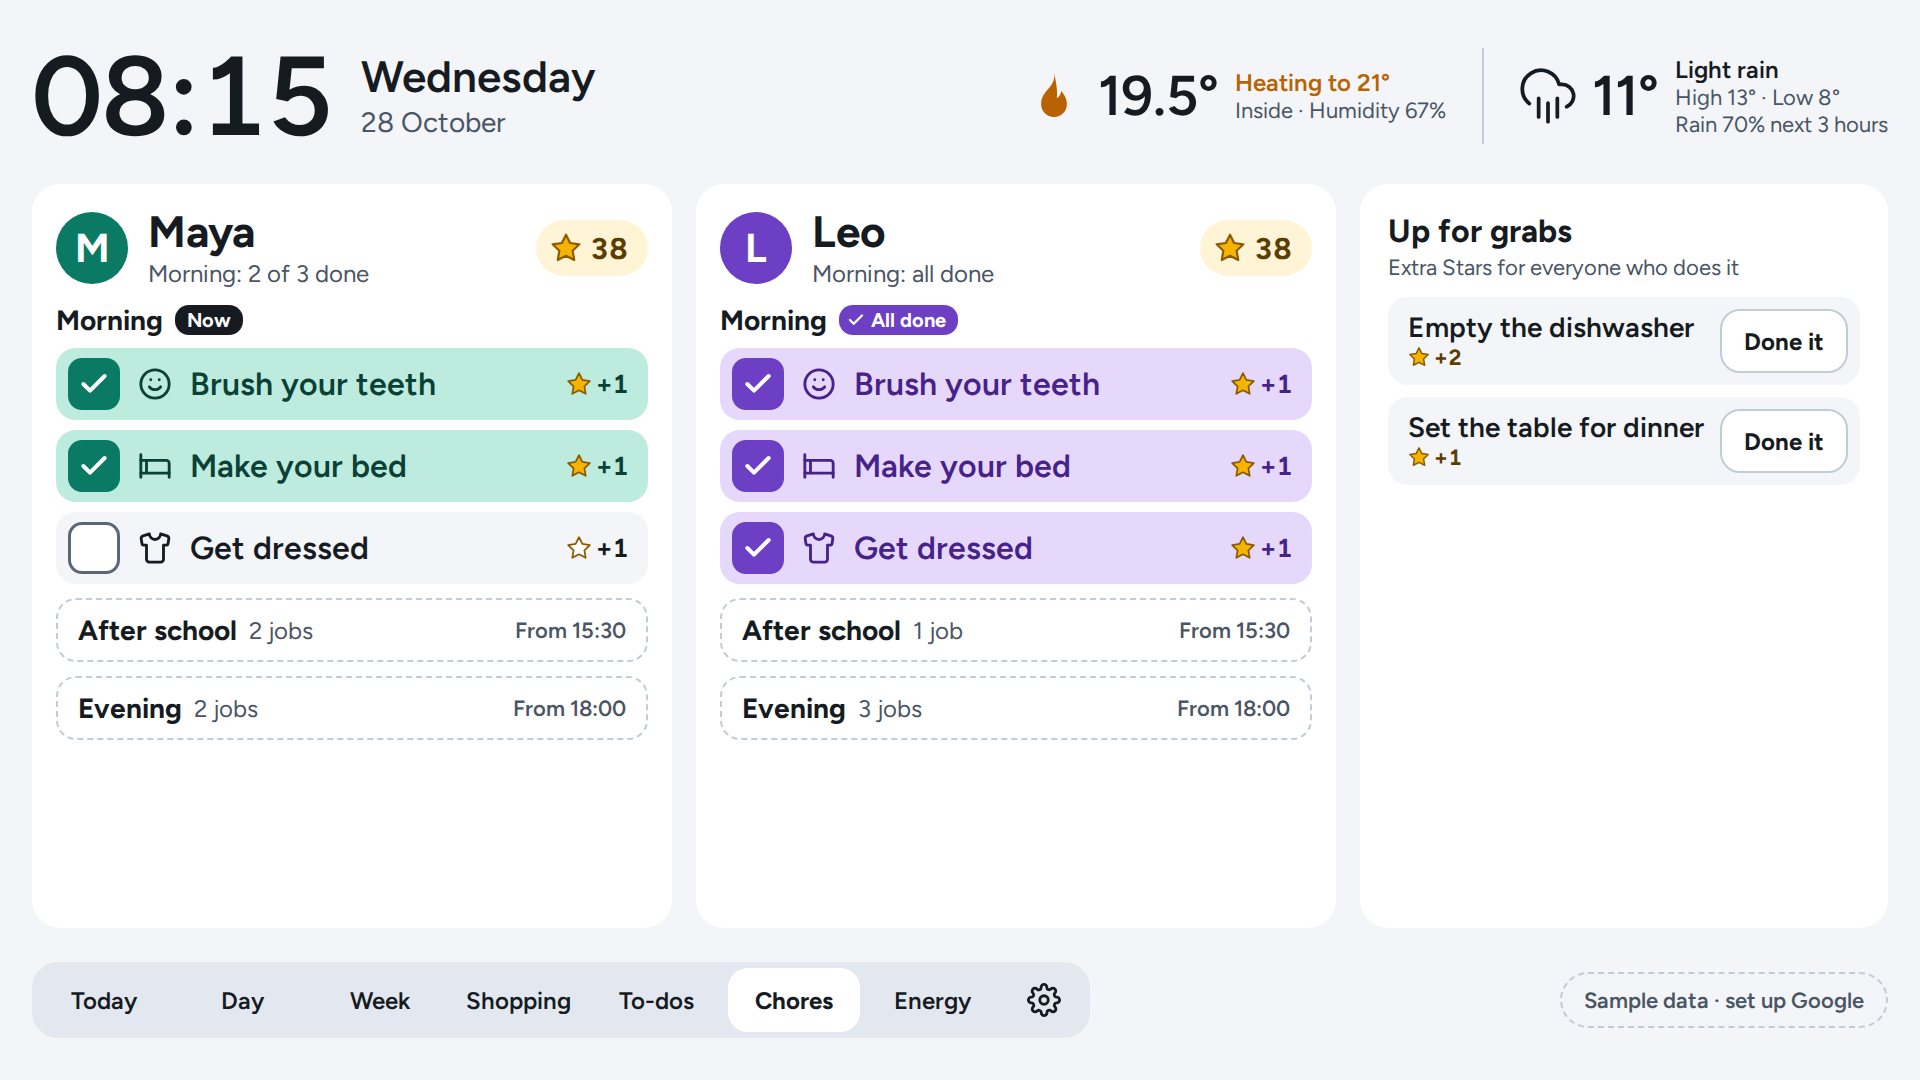 08:15
Wednesday
28 October
19.5°
Heating to 21°
Inside · Humidity 67%
11°
Light rain
High 13° · Low 8°
Rain 70% next 3 hours
M
Maya
Morning: 2 of 3 done
38
Morning
Now
Brush your teeth
+1
Make your bed
+1
Get dressed
+1
After school 2 jobs
From 15:30
Evening 2 jobs
From 18:00
L
Leo
Morning: all done
38
Morning
All done
Brush your teeth
+1
Make your bed
+1
Get dressed
+1
After school 1 job
From 15:30
Evening 3 jobs
From 18:00
Up for grabs
Extra Stars for everyone who does it
Empty the dishwasher
+2
Done it
Set the table for dinner
+1
Done it
Today
Day
Week
Shopping
To-dos
Chores
Energy
Sample data · set up Google